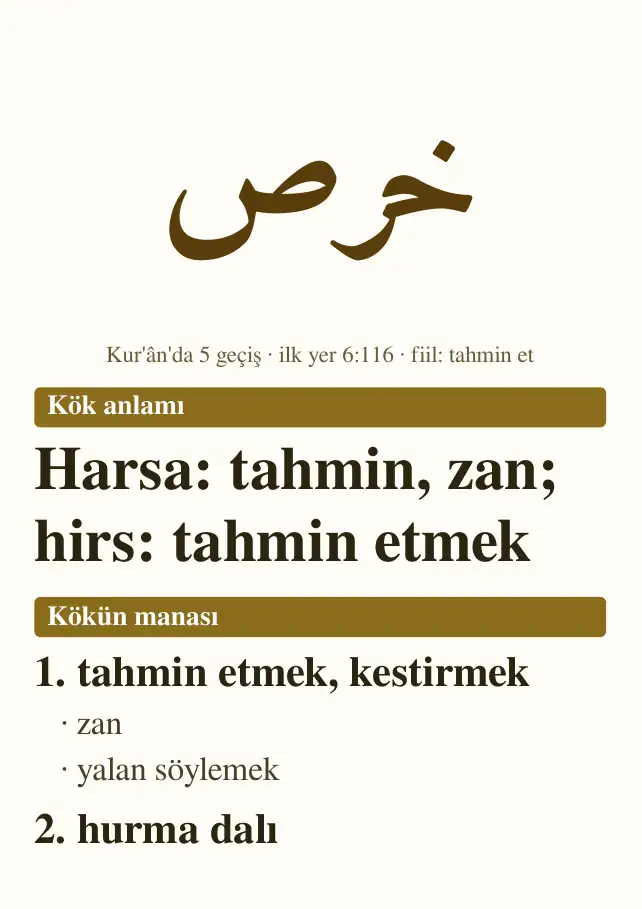 خرص
Kur'ân'da 5 geçiş · ilk yer 6:116 · fiil: tahmin et
Kök anlamı
Harsa: tahmin, zan;
hirs: tahmin etmek
Kökün manası
1. tahmin etmek, kestirmek
· zan
· yalan söylemek
2. hurma dalı